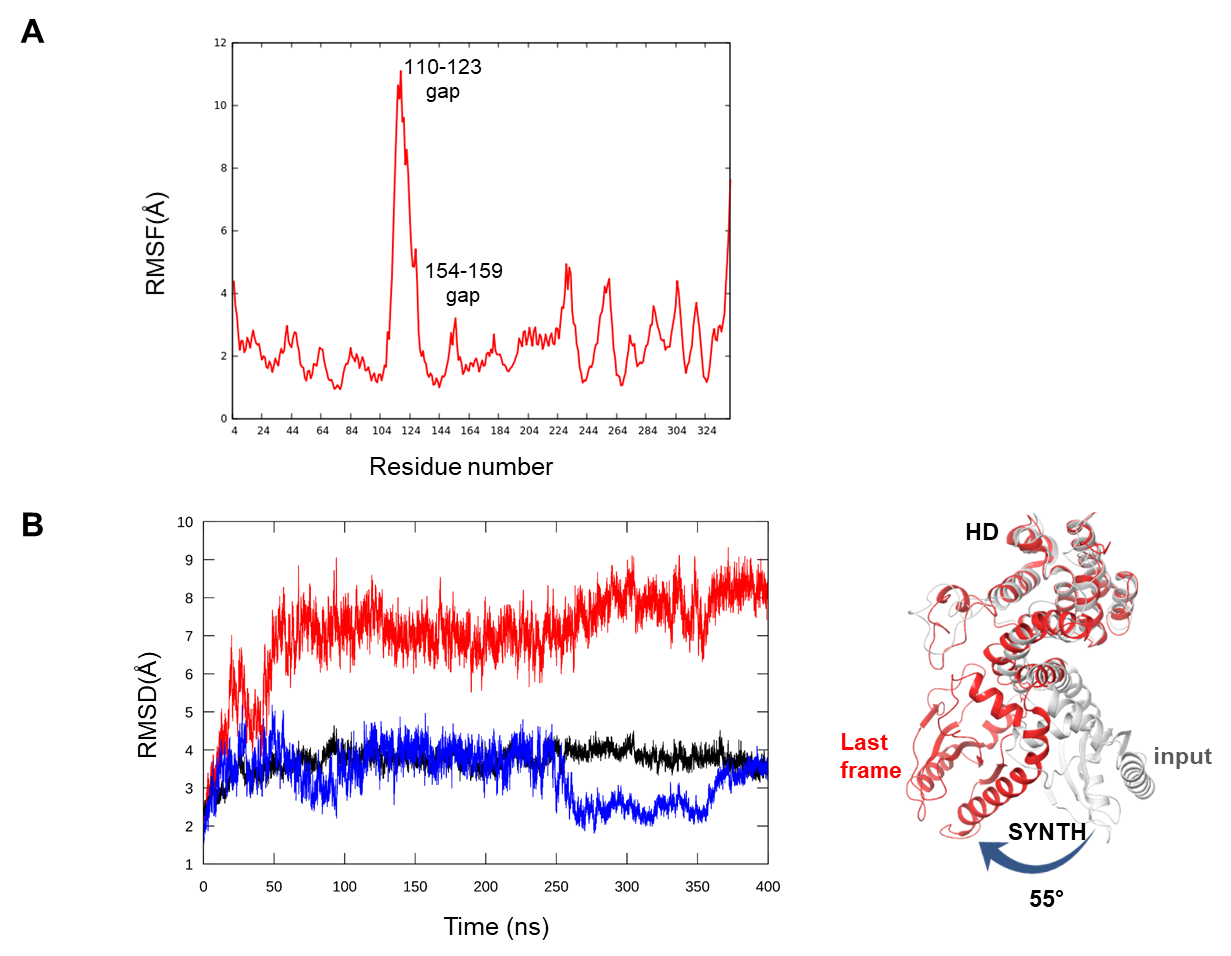 A
12
10
8
6
4
2
0
RMSF(Å)
110-123
gap
154-159
gap
4 24 44 64 84 104 124 144 164 184 204 224 244 264 284 304 324
Residue number
B
10
9
8
7
6
5
4
3
2
1
RMSD(Å)
0 50 100 150 200 250 300 350 400
Time (ns)
HD
Last
frame
input
SYNTH
55°